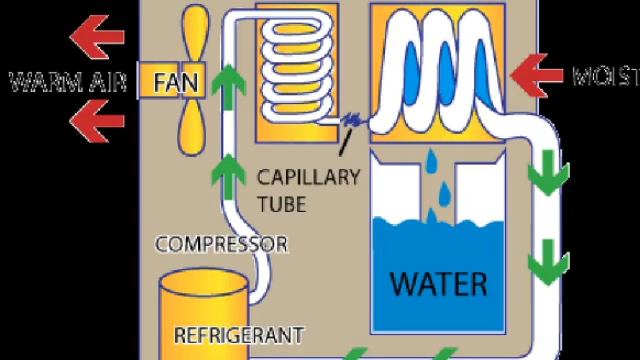 WARM AIR
FAN
MOIST
CAPILLARY
TUBE
COMPRESSOR
WATER
REFRIGERANT